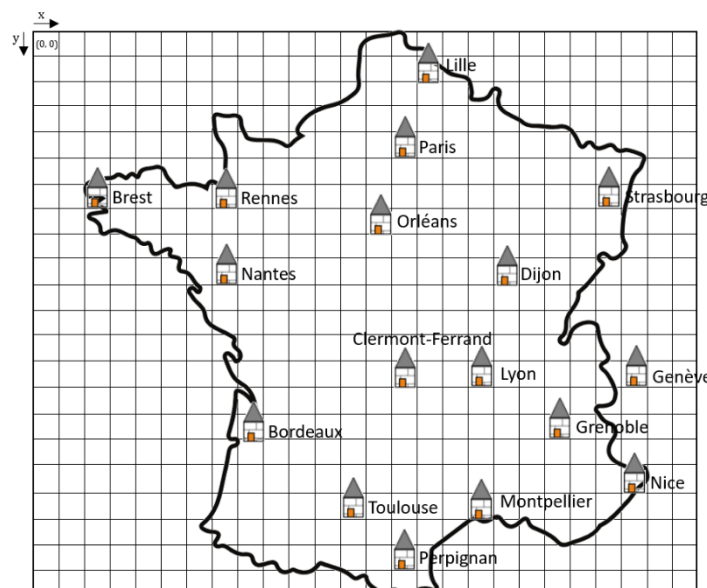 x
y
(0, 0)
Lille
Paris
Brest
Rennes
Strasbourg
Orléans
Nantes
Dijon
Clermont-Ferrand
Lyon
Genève
Bordeaux
Grenoble
Nice
Toulouse
Montpellier
Perpignan